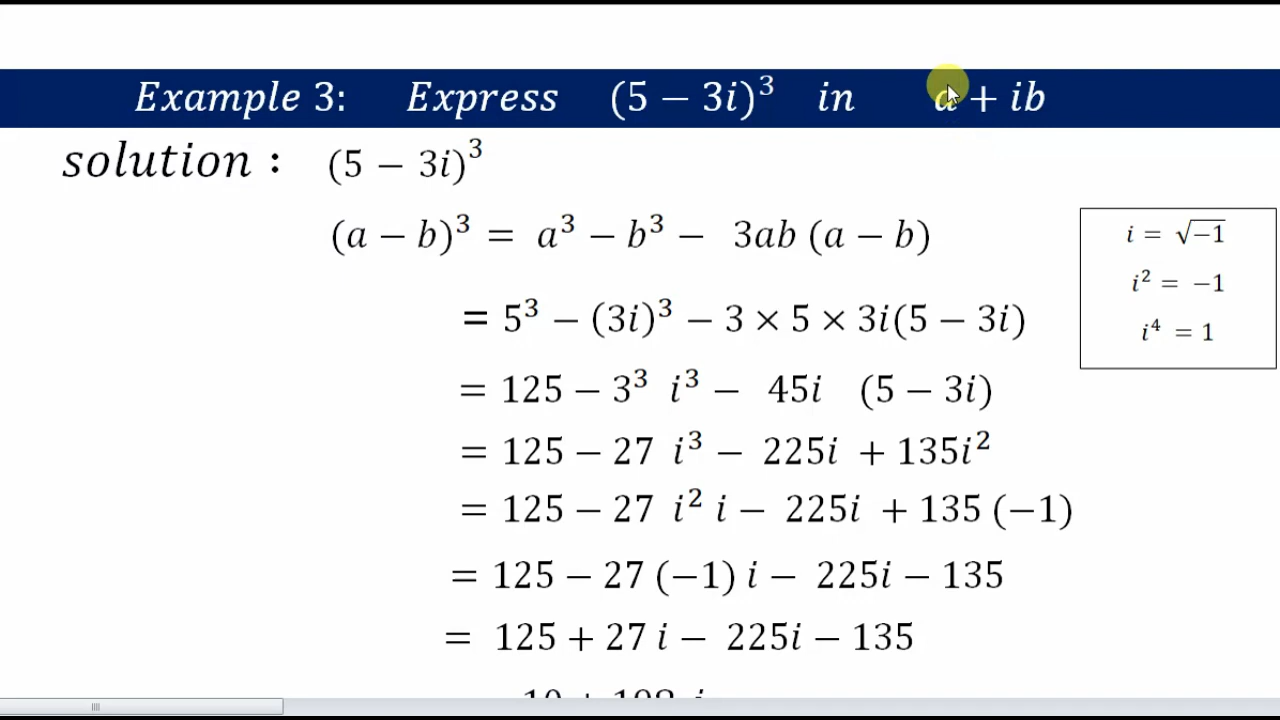 Example 3: Express (5 − 3i)³ in a + ib
solution : (5 − 3i)³
(a − b)³ = a³ − b³ − 3ab (a − b)
= 5³ − (3i)³ − 3 × 5 × 3i(5 − 3i)
= 125 − 3³ i³ − 45i (5 − 3i)
= 125 − 27 i³ − 225i + 135i²
= 125 − 27 i² i − 225i + 135 (−1)
= 125 − 27 (−1) i − 225i − 135
= 125 + 27 i − 225i − 135
i = √−1
i² = −1
i⁴ = 1